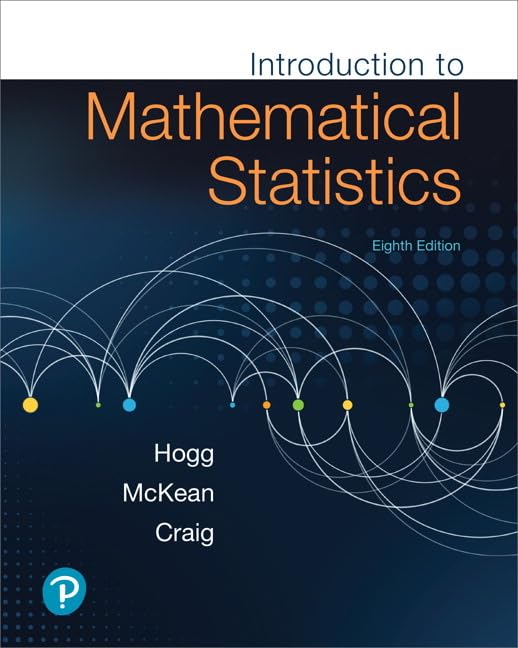 Introduction to
Mathematical
Statistics
Eighth Edition
Hogg
McKean
Craig
P